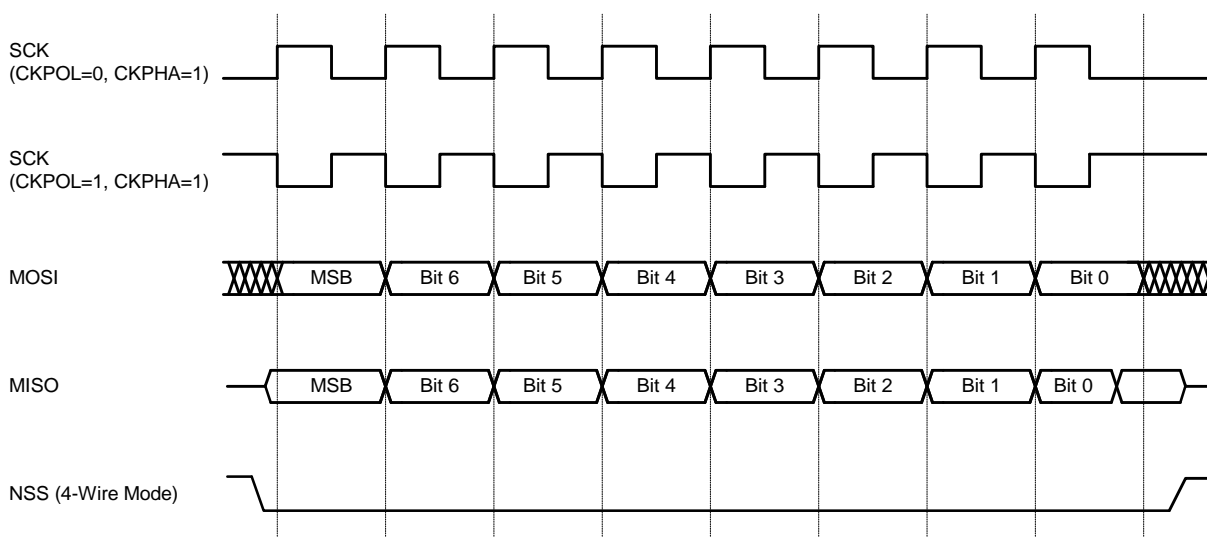 SCK
(CKPOL=0, CKPHA=1)
SCK
(CKPOL=1, CKPHA=1)
MOSI
MSB
Bit 6
Bit 5
Bit 4
Bit 3
Bit 2
Bit 1
Bit 0
MISO
MSB
Bit 6
Bit 5
Bit 4
Bit 3
Bit 2
Bit 1
Bit 0
NSS (4-Wire Mode)